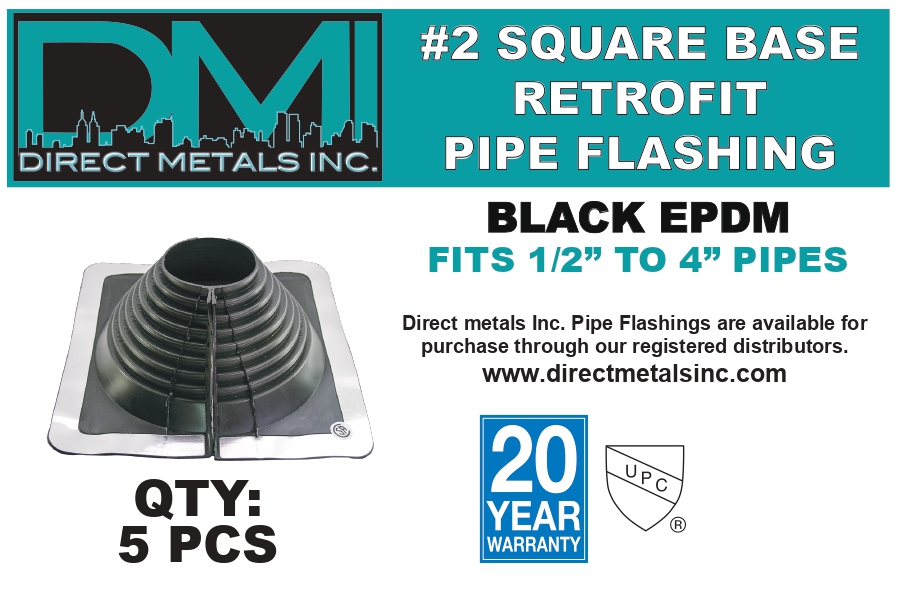 DMI
DIRECT METALS INC.
#2 SQUARE BASE
RETROFIT
PIPE FLASHING
BLACK EPDM
FITS 1/2” TO 4” PIPES
Direct metals Inc. Pipe Flashings are available for
purchase through our registered distributors.
www.directmetalsinc.com
QTY:
5 PCS
20
YEAR
WARRANTY
UPC
®